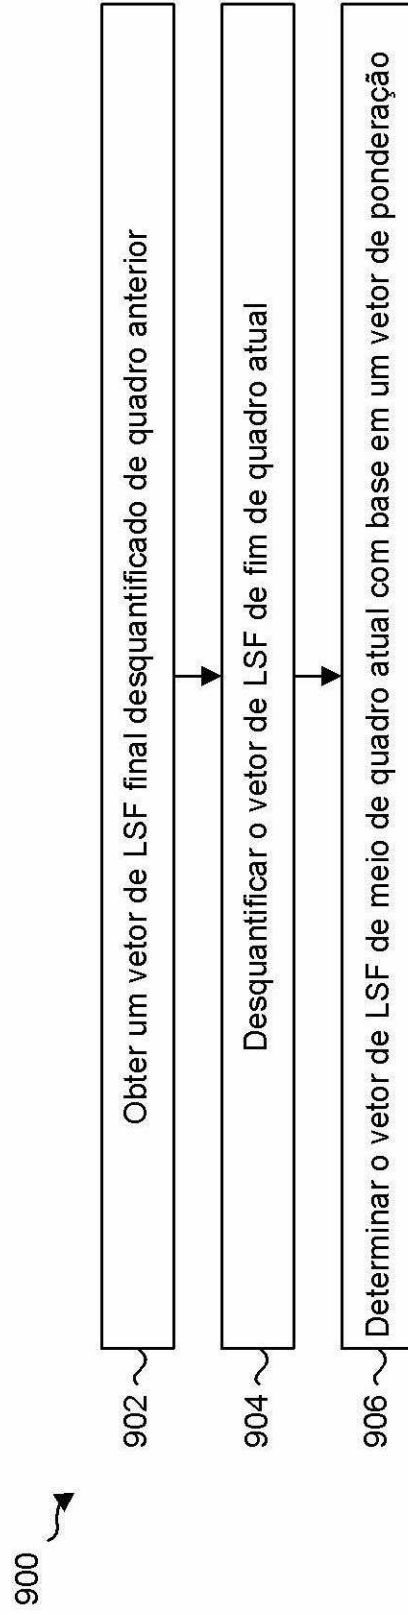 900
902
Obter um vetor de LSF final desquantificado de quadro anterior
904
Desquantificar o vetor de LSF de fim de quadro atual
906
Determinar o vetor de LSF de meio de quadro atual com base em um vetor de ponderação